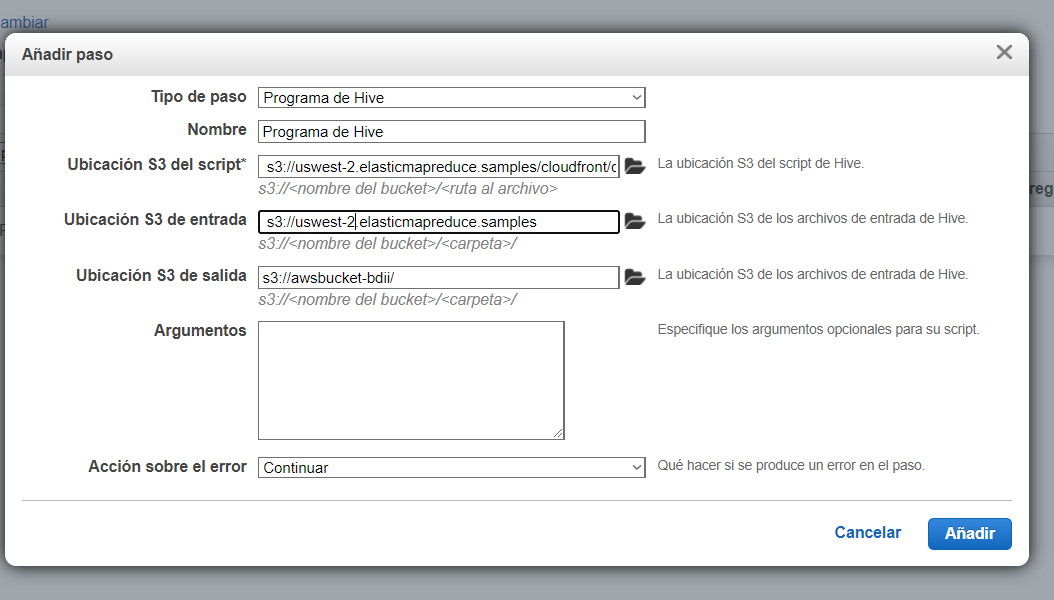 ambiar
Añadir paso
Tipo de paso Programa de Hive
Nombre Programa de Hive
Ubicación S3 del script* s3://uswest-2.elasticmapreduce.samples/cloudfront/c La ubicación S3 del script de Hive.
s3://<nombre del bucket>/<ruta al archivo>
Ubicación S3 de entrada s3://uswest-2.elasticmapreduce.samples La ubicación S3 de los archivos de entrada de Hive.
s3://<nombre del bucket>/<carpeta>/
Ubicación S3 de salida s3://awsbucket-bdii/ La ubicación S3 de los archivos de entrada de Hive.
s3://<nombre del bucket>/<carpeta>/
Argumentos Especifique los argumentos opcionales para su script.
Acción sobre el error Continuar Qué hacer si se produce un error en el paso.
Cancelar Añadir